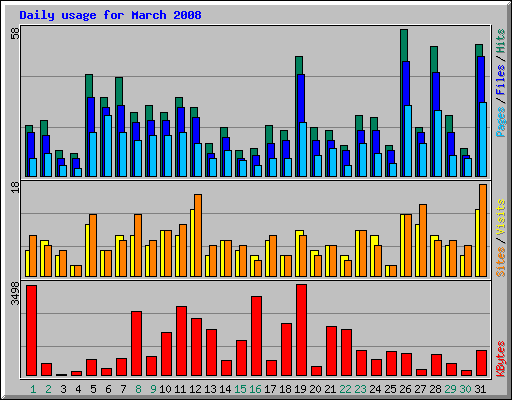 Daily usage for March 2008
58
Pages / Files / Hits
18
Sites / Visits
3498
KBytes
1 2 3 4 5 6 7 8 9 10 11 12 13 14 15 16 17 18 19 20 21 22 23 24 25 26 27 28 29 30 31